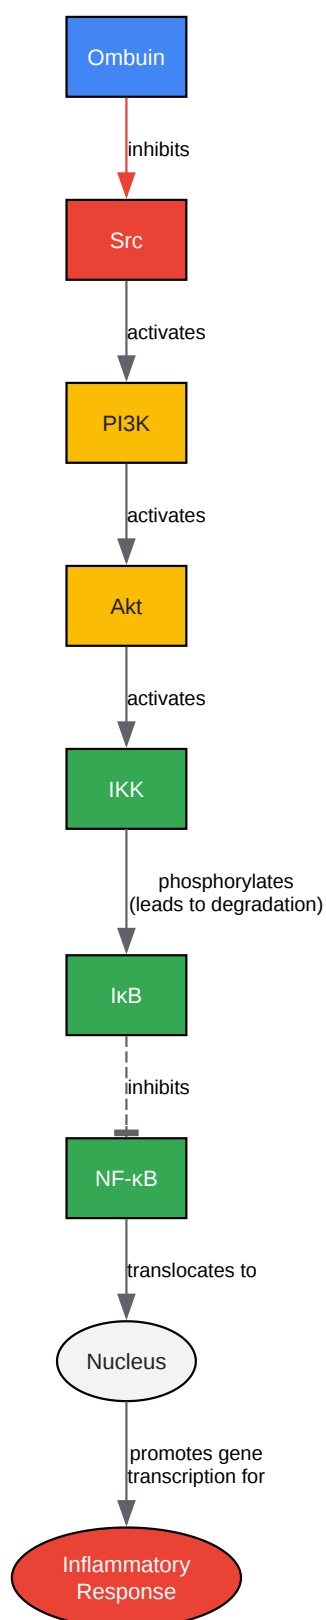 Ombuin
inhibits
Src
activates
PI3K
activates
Akt
activates
IKK
phosphorylates
(leads to degradation)
IκB
inhibits
NF-κB
translocates to
Nucleus
promotes gene
transcription for
Inflammatory
Response